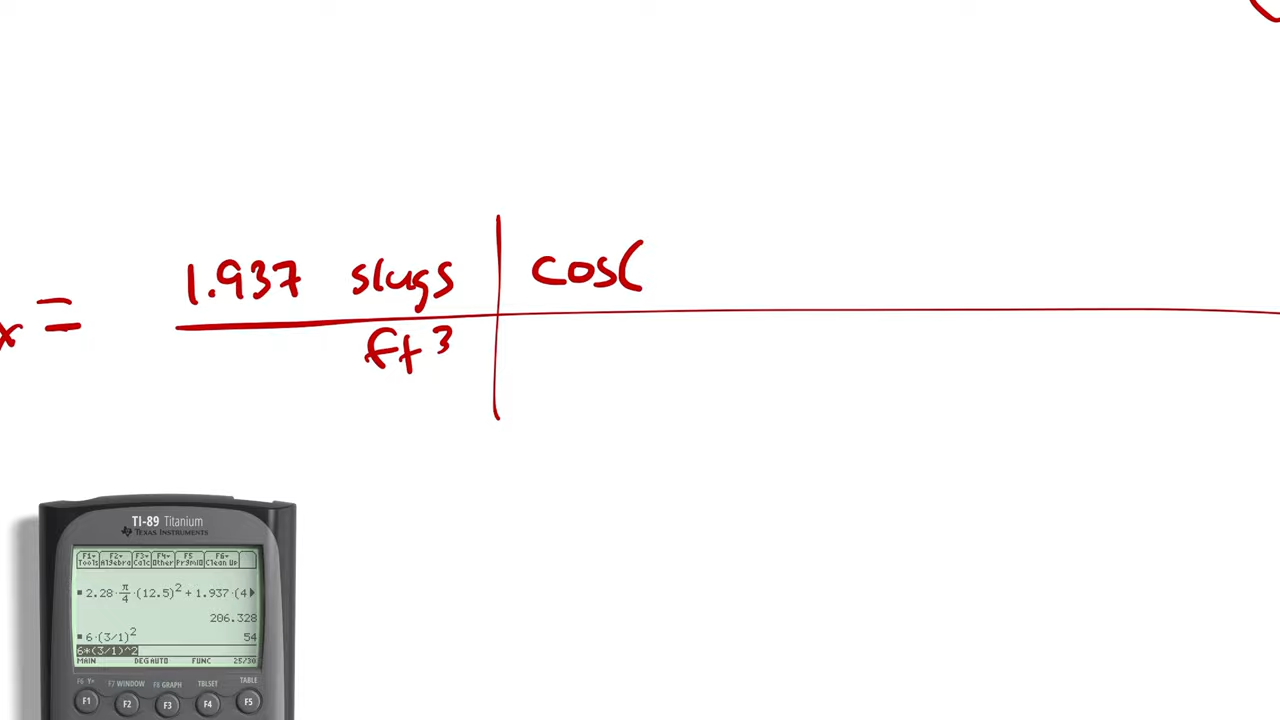 x = 1.937 slugs cos(
ft³
TI-89 Titanium
TEXAS INSTRUMENTS
F1 F2 F3 F4 F5 F6
Tools Algebra Calc Other PrgmIO Clean Up
2.28·π/4·(12.5)²+1.937·(4
206.328
6·(3/1)² 54
6*(3/1)^2
MAIN DEG AUTO FUNC 25/30
F6 Y= F7 WINDOW F8 GRAPH TBLSET TABLE
F1 F2 F3 F4 F5